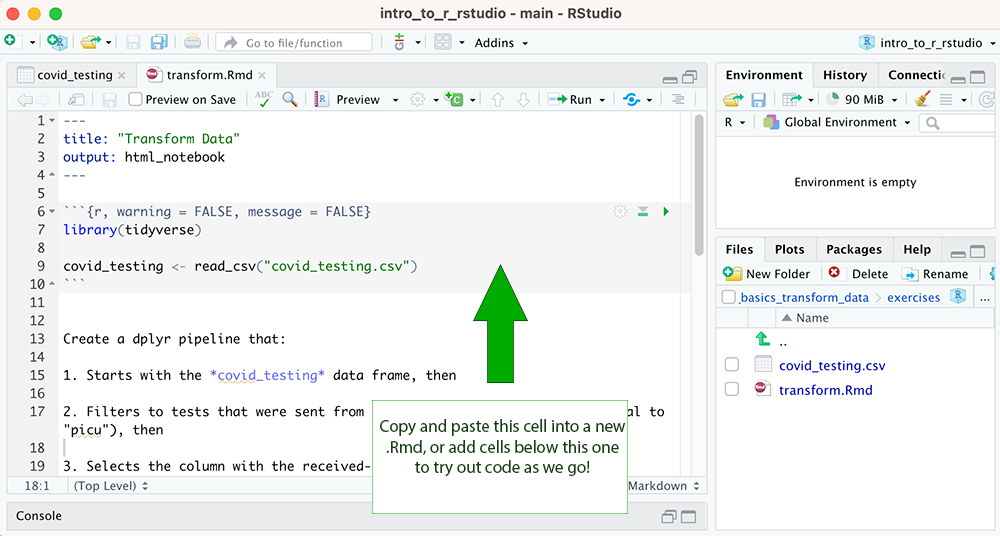 intro_to_r_rstudio - main - RStudio
Go to file/function
Addins
intro_to_r_rstudio
covid_testing
transform.Rmd
Preview on Save
ABC
Preview
Run
1 ---
2 title: "Transform Data"
3 output: html_notebook
4 ---
5
6 ```{r, warning = FALSE, message = FALSE}
7 library(tidyverse)
8
9 covid_testing <- read_csv("covid_testing.csv")
10 ```
11
12
13 Create a dplyr pipeline that:
14
15 1. Starts with the *covid_testing* data frame, then
16
17 2. Filters to tests that were sent from al to
"picu"), then
18
19 3. Selects the column with the received-
Copy and paste this cell into a new
.Rmd, or add cells below this one
to try out code as we go!
18:1 (Top Level) Markdown
Console
Environment History Connecti
90 MiB
R Global Environment
Environment is empty
Files Plots Packages Help
New Folder Delete Rename
_basics_transform_data > exercises R ...
Name
..
covid_testing.csv
transform.Rmd